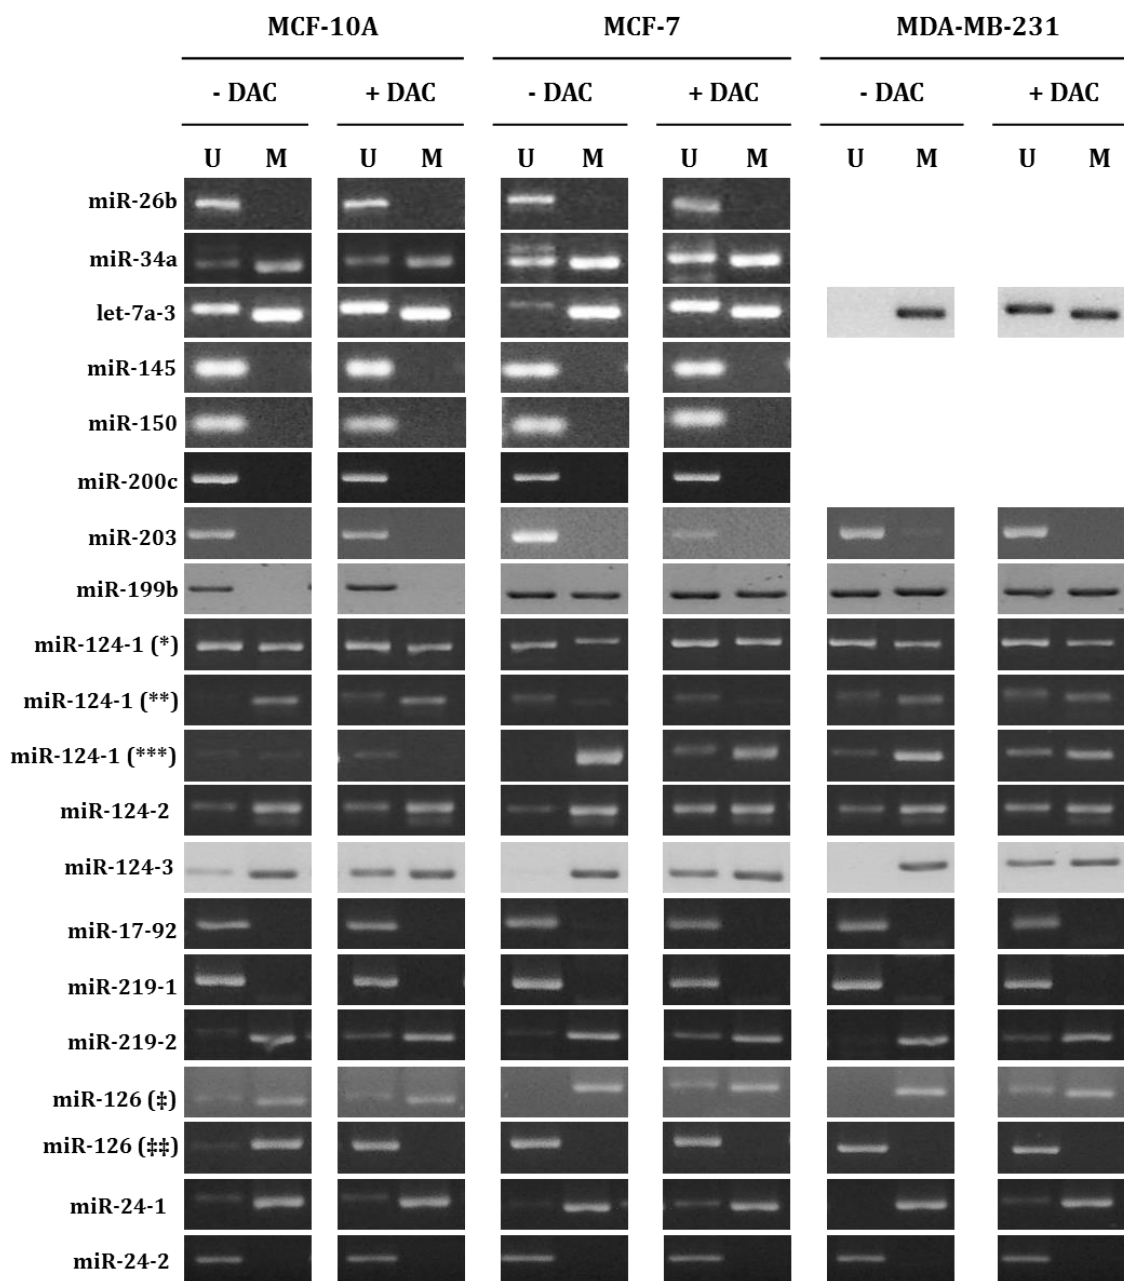 MCF-10A MCF-7 MDA-MB-231
- DAC + DAC - DAC + DAC - DAC + DAC
U M U M U M U M U M U M
miR-26b
miR-34a
let-7a-3
miR-145
miR-150
miR-200c
miR-203
miR-199b
miR-124-1 (*)
miR-124-1 (**)
miR-124-1 (***)
miR-124-2
miR-124-3
miR-17-92
miR-219-1
miR-219-2
miR-126 (‡)
miR-126 (‡‡)
miR-24-1
miR-24-2